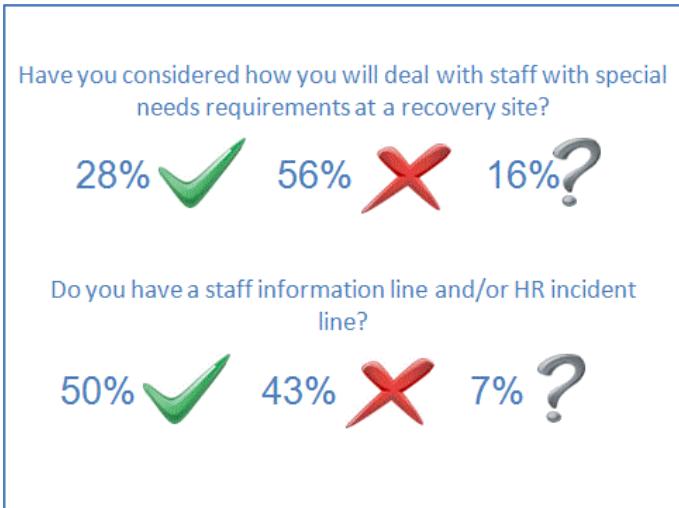 Have you considered how you will deal with staff with special
needs requirements at a recovery site?
28% 56% 16%?
Do you have a staff information line and/or HR incident
line?
50% 43% 7% ?